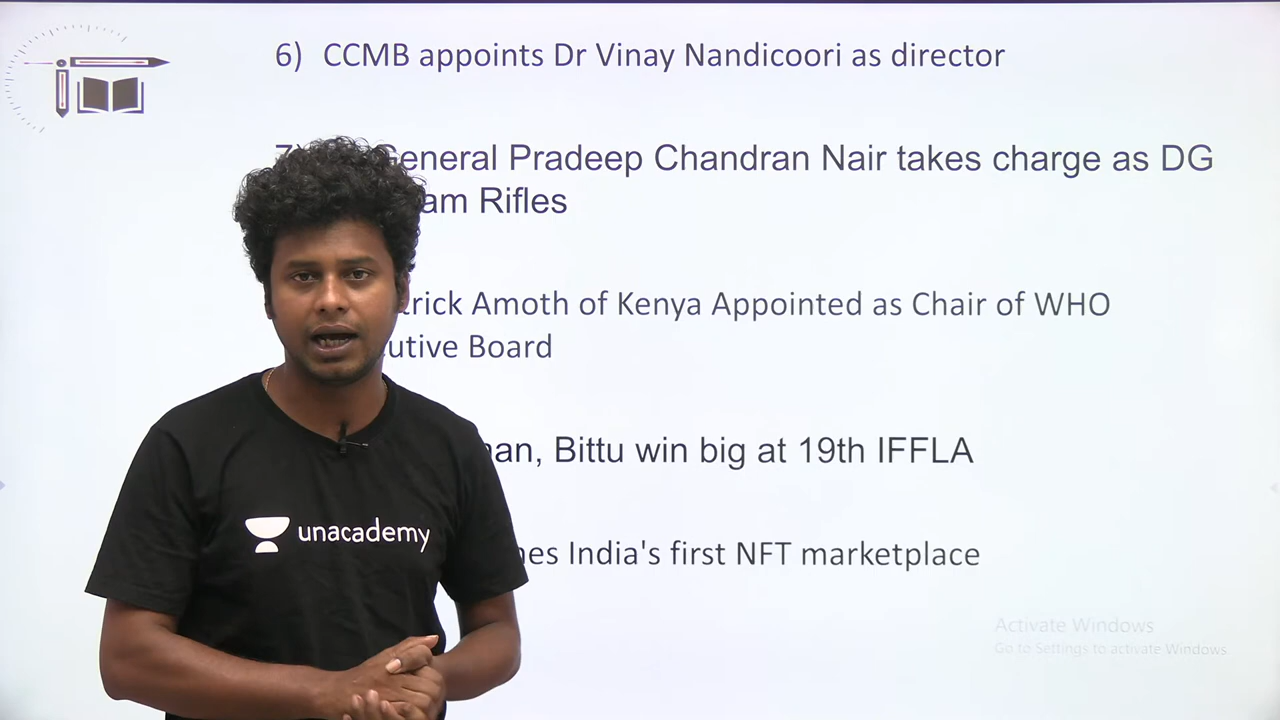 6) CCMB appoints Dr Vinay Nandicoori as director
General Pradeep Chandran Nair takes charge as DG
am Rifles
trick Amoth of Kenya Appointed as Chair of WHO
utive Board
an, Bittu win big at 19th IFFLA
hes India's first NFT marketplace
unacademy
Activate Windows
Go to Settings to activate Windows